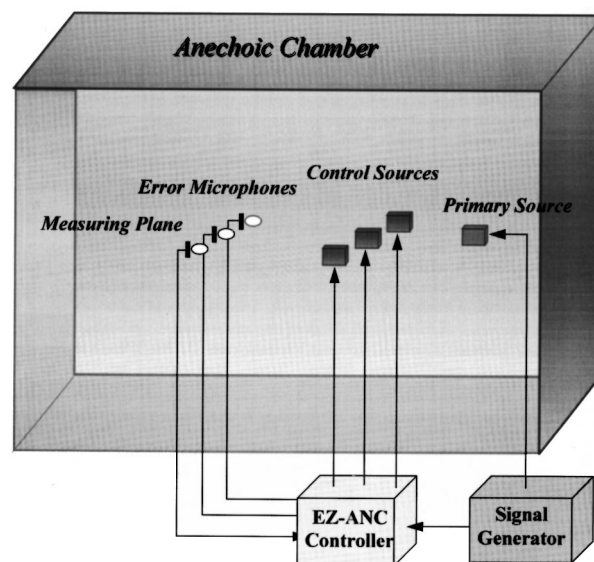 Anechoic Chamber
Control Sources
Error Microphones
Primary Source
Measuring Plane
EZ-ANC
Controller
Signal
Generator